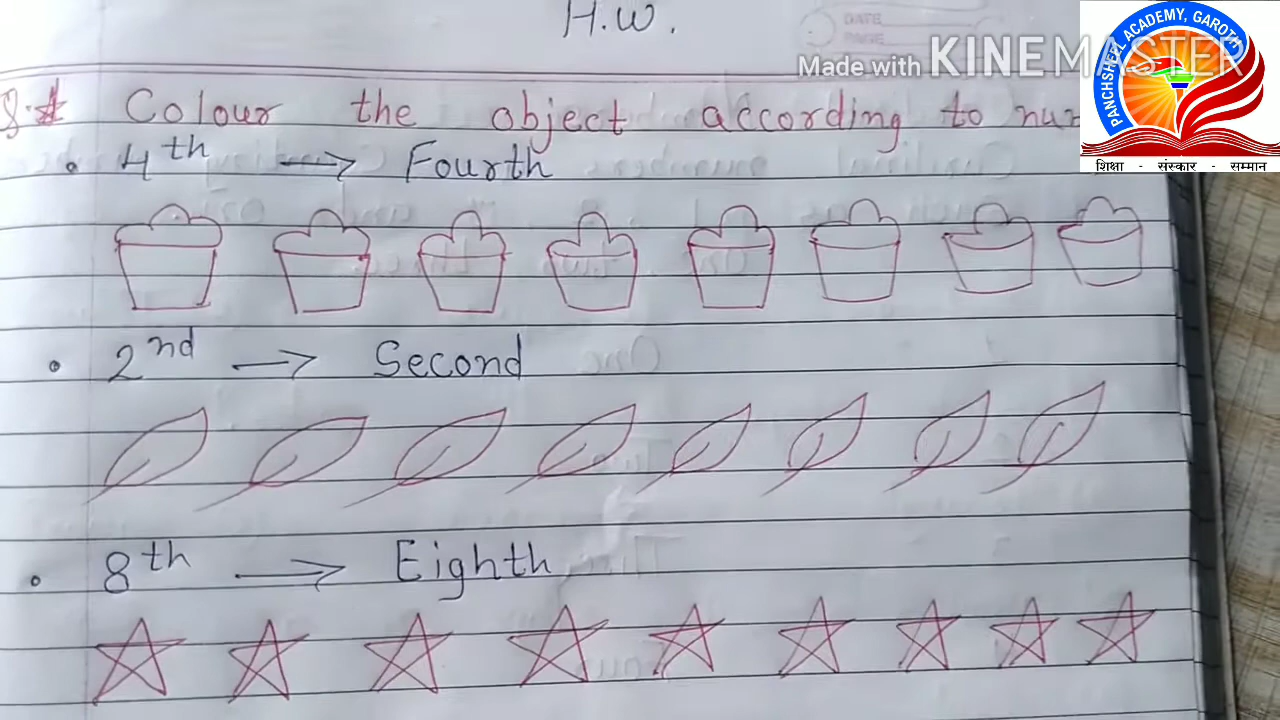 H.W.
DATE
PAGE
Made with KINEMASTER
PANCHSHEEL ACADEMY, GAROTH
शिक्षा - संस्कार - सम्मान
Colour the object according to
• 4th → Fourth
• 2nd → Second
• 8th → Eighth